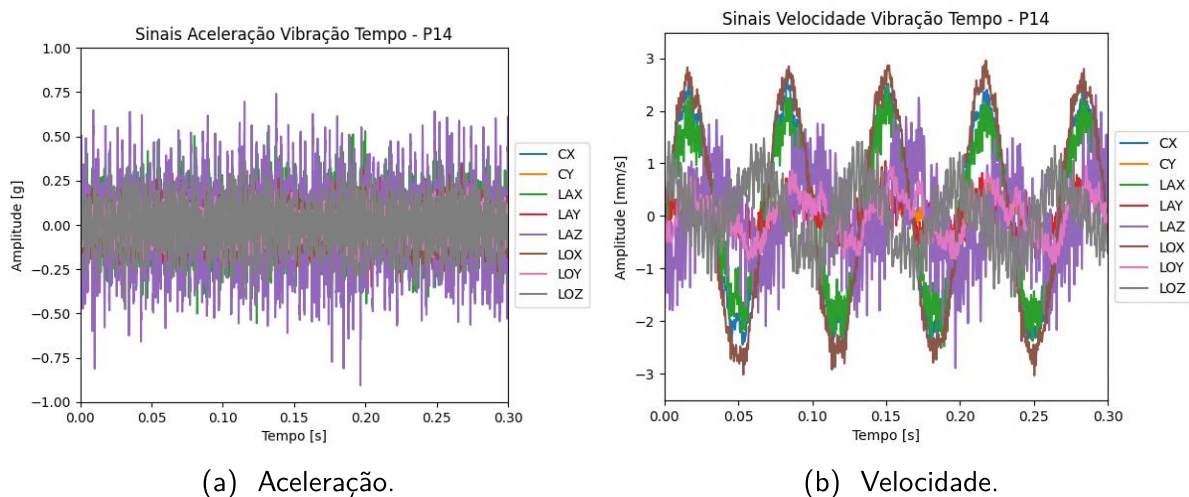 Sinais Aceleração Vibração Tempo - P14
1.00
0.75
0.50
0.25
0.00
−0.25
−0.50
−0.75
−1.00
Amplitude [g]
0.00 0.05 0.10 0.15 0.20 0.25 0.30
Tempo [s]
CX
CY
LAX
LAY
LAZ
LOX
LOY
LOZ
(a) Aceleração.
Sinais Velocidade Vibração Tempo - P14
3
2
1
0
−1
−2
−3
Amplitude [mm/s]
0.00 0.05 0.10 0.15 0.20 0.25 0.30
Tempo [s]
CX
CY
LAX
LAY
LAZ
LOX
LOY
LOZ
(b) Velocidade.